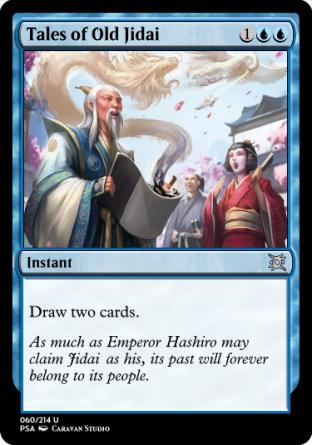 Tales of Old Jidai 1
Instant
Draw two cards.
As much as Emperor Hashiro may
claim Jidai as his, its past will forever
belong to its people.
060/214 U
PSA CARAVAN STUDIO